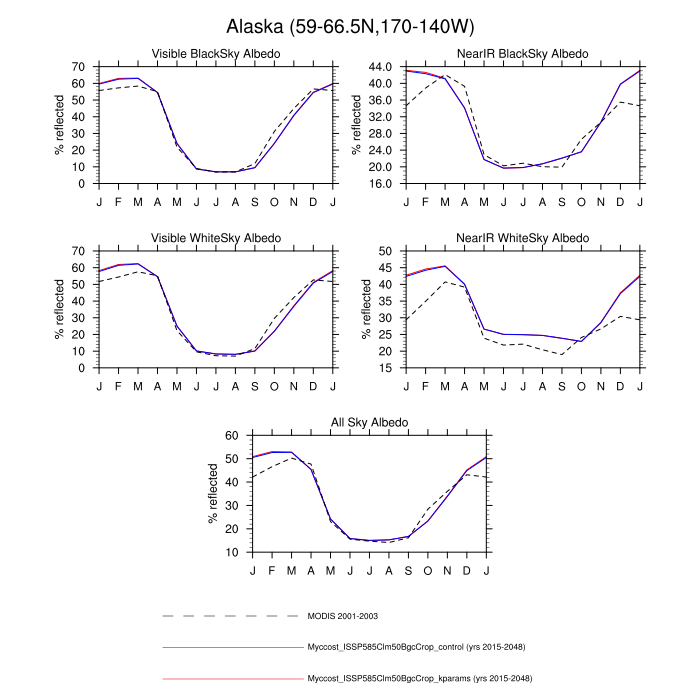 Alaska (59-66.5N,170-140W)
Visible BlackSky Albedo
% reflected
70
60
50
40
30
20
10
0
J F M A M J J A S O N D J
NearIR BlackSky Albedo
% reflected
44.0
40.0
36.0
32.0
28.0
24.0
20.0
16.0
J F M A M J J A S O N D J
Visible WhiteSky Albedo
% reflected
70
60
50
40
30
20
10
0
J F M A M J J A S O N D J
NearIR WhiteSky Albedo
% reflected
50
45
40
35
30
25
20
15
J F M A M J J A S O N D J
All Sky Albedo
% reflected
60
50
40
30
20
10
J F M A M J J A S O N D J
MODIS 2001-2003
Myccost_ISSP585Clm50BgcCrop_control (yrs 2015-2048)
Myccost_ISSP585Clm50BgcCrop_kparams (yrs 2015-2048)